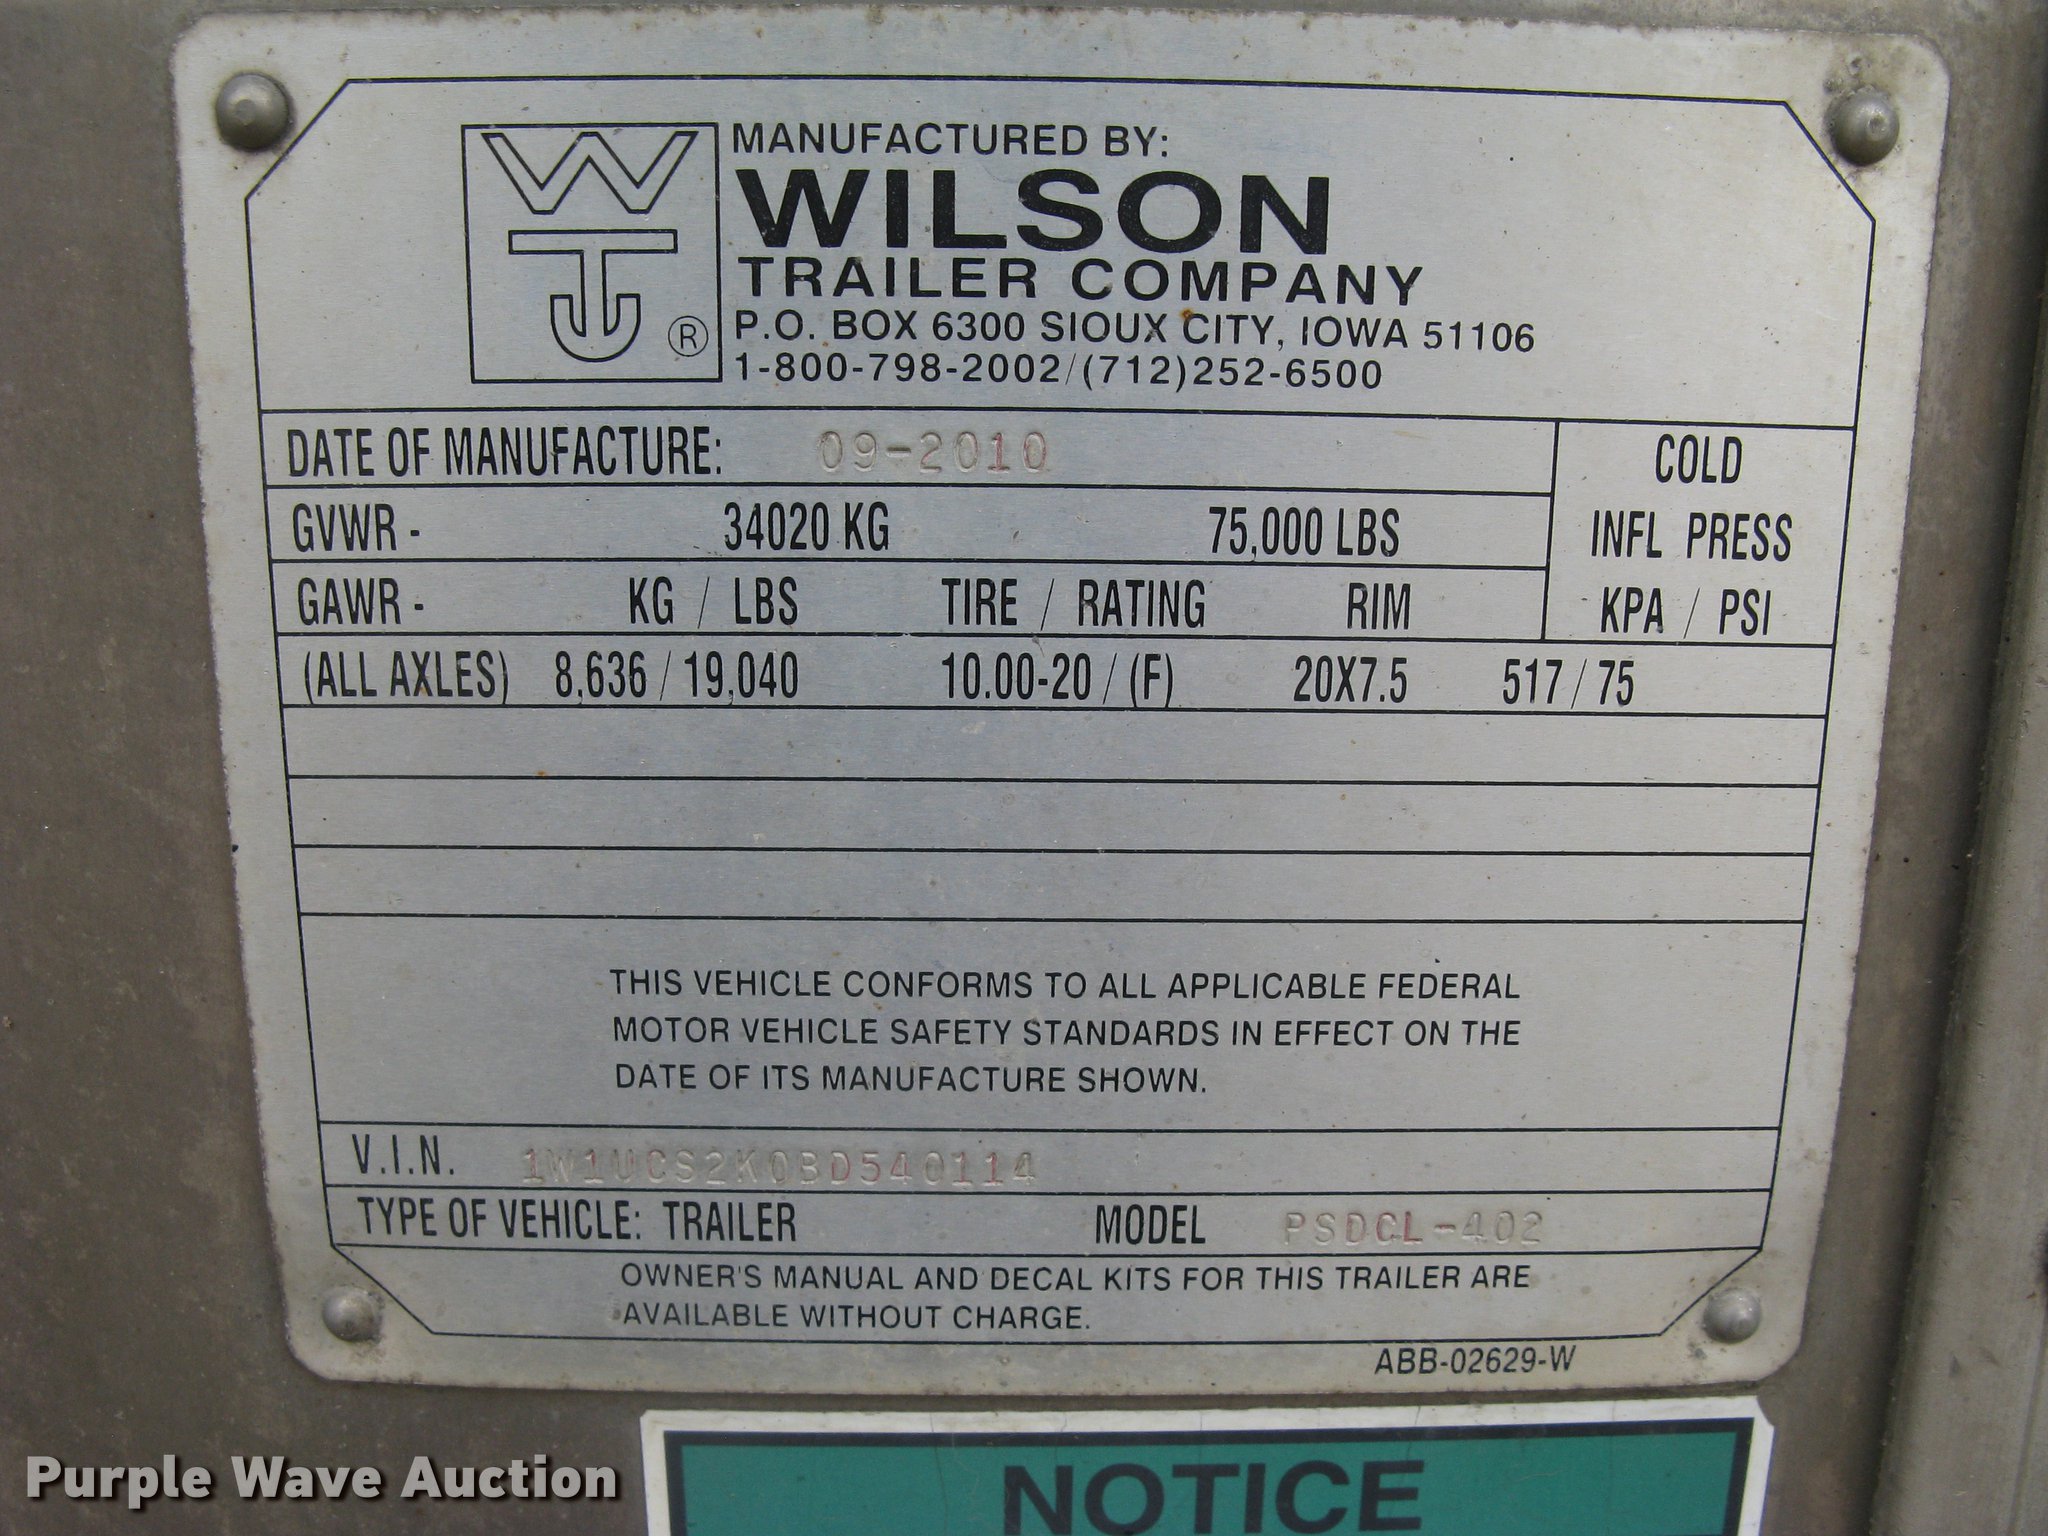 WTJ ®
MANUFACTURED BY:
WILSON
TRAILER COMPANY
P.O. BOX 6300 SIOUX CITY, IOWA 51106
1-800-798-2002/(712)252-6500
DATE OF MANUFACTURE: 09-2010
COLD
INFL PRESS
KPA / PSI
GVWR - 34020 KG 75,000 LBS
GAWR - KG / LBS TIRE / RATING RIM
(ALL AXLES) 8,636 / 19,040 10.00-20 / (F) 20X7.5 517 / 75
THIS VEHICLE CONFORMS TO ALL APPLICABLE FEDERAL
MOTOR VEHICLE SAFETY STANDARDS IN EFFECT ON THE
DATE OF ITS MANUFACTURE SHOWN.
V.I.N. 1W1UCS2K0BD540114
TYPE OF VEHICLE: TRAILER MODEL PSDCL-402
OWNER'S MANUAL AND DECAL KITS FOR THIS TRAILER ARE
AVAILABLE WITHOUT CHARGE.
ABB-02629-W
NOTICE
Purple Wave Auction